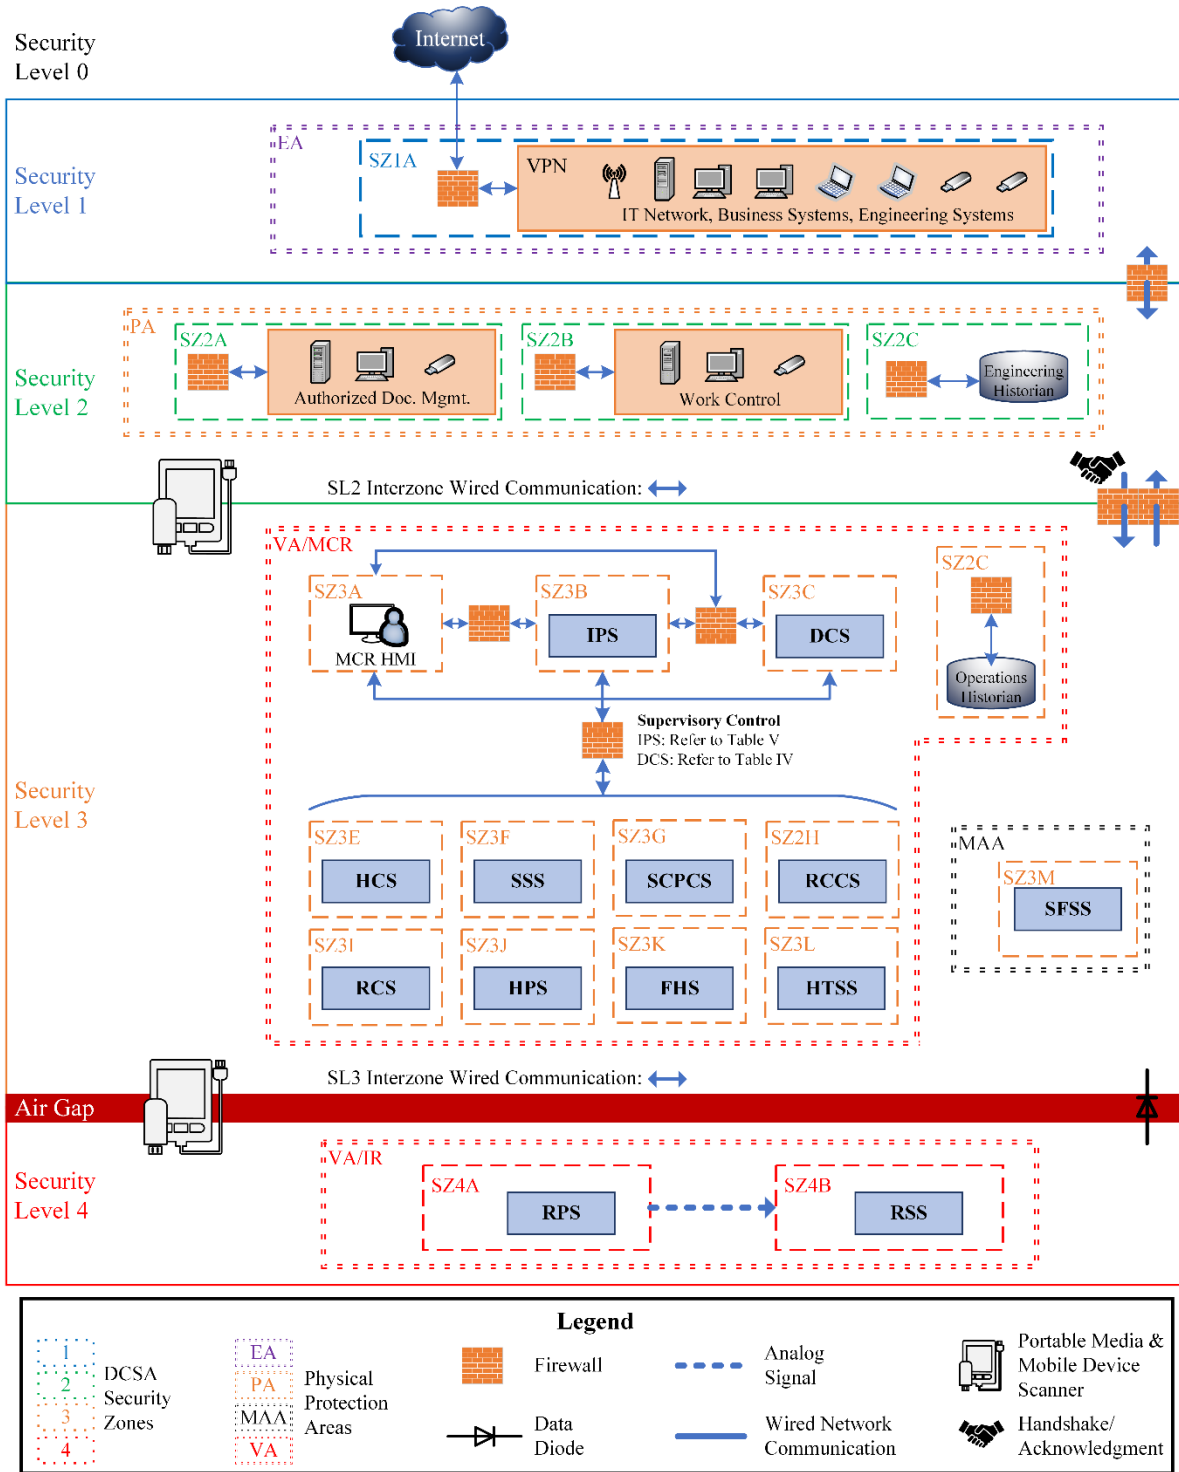 Security
Level 0
Internet
EA
SZ1A
VPN
IT Network, Business Systems, Engineering Systems
Security
Level 1
PA
SZ2A
Authorized Doc. Mgmt.
SZ2B
Work Control
SZ2C
Engineering
Historian
Security
Level 2
SL2 Interzone Wired Communication:
VA/MCR
SZ3A
MCR HMI
SZ3B
IPS
SZ3C
DCS
SZ2C
Operations
Historian
Supervisory Control
IPS: Refer to Table V
DCS: Refer to Table IV
Security
Level 3
SZ3E
HCS
SZ3F
SSS
SZ3G
SCPCS
SZ2H
RCCS
SZ3I
RCS
SZ3J
HPS
SZ3K
FHS
SZ3L
HTSS
MAA
SZ3M
SFSS
SL3 Interzone Wired Communication:
Air Gap
VA/IR
Security
Level 4
SZ4A
RPS
SZ4B
RSS
Legend
1
2
3
4
DCSA
Security
Zones
EA
PA
MAA
VA
Physical
Protection
Areas
Firewall
Data
Diode
Analog
Signal
Wired Network
Communication
Portable Media &
Mobile Device
Scanner
Handshake/
Acknowledgment